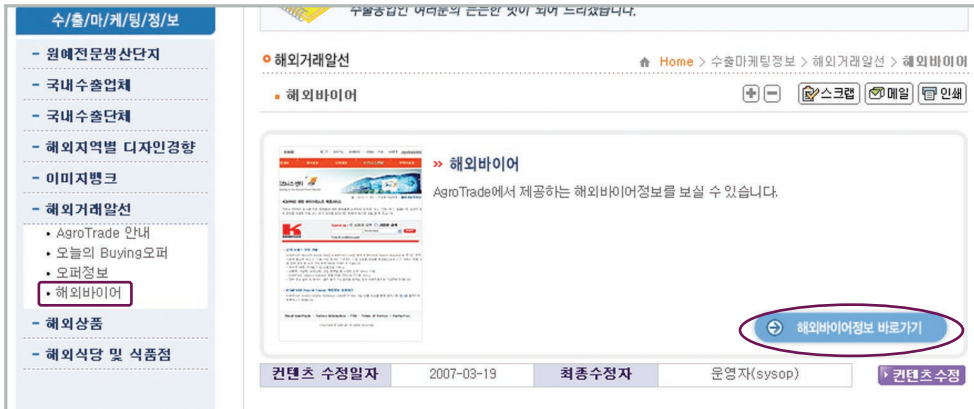 수/출/마/케/팅/정/보
- 원예전문생산단지
- 국내수출업체
- 국내수출단체
- 해외지역별 디자인경향
- 이미지뱅크
- 해외거래알선
• AgroTrade 안내
• 오늘의 Buying오퍼
• 오퍼정보
• 해외바이어
- 해외상품
- 해외식당 및 식품점
수출농업인 여러분의 든든한 벗이 되어 드리겠습니다.
해외거래알선
Home > 수출마케팅정보 > 해외거래알선 > 해외바이어
해외바이어
스크랩 메일 인쇄
» 해외바이어
AgroTrade에서 제공하는 해외바이어정보를 보실 수 있습니다.
해외바이어정보 바로가기
컨텐츠 수정일자 2007-03-19 최종수정자 운영자(sysop) 컨텐츠수정